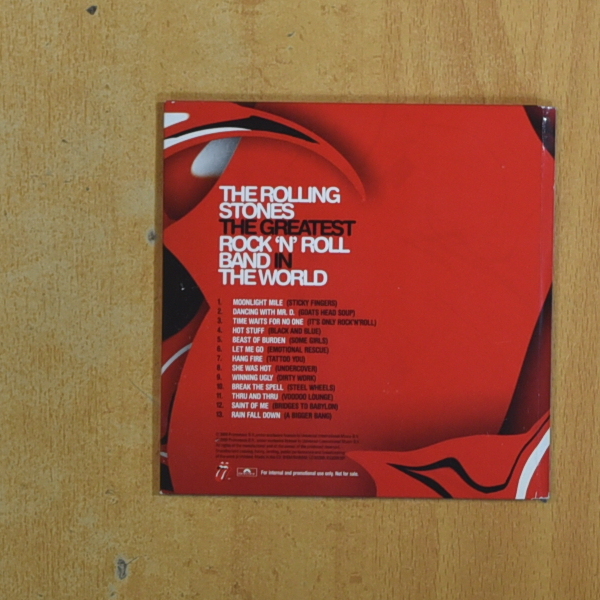 THE ROLLING
STONES
THE GREATEST
ROCK 'N' ROLL
BAND IN
THE WORLD
1. MOONLIGHT MILE (STICKY FINGERS)
2. DANCING WITH MR. D. (GOATS HEAD SOUP)
3. TIME WAITS FOR NO ONE (IT'S ONLY ROCK'N'ROLL)
4. HOT STUFF (BLACK AND BLUE)
5. BEAST OF BURDEN (SOME GIRLS)
6. LET ME GO (EMOTIONAL RESCUE)
7. HANG FIRE (TATTOO YOU)
8. SHE WAS HOT (UNDERCOVER)
9. WINNING UGLY (DIRTY WORK)
10. BREAK THE SPELL (STEEL WHEELS)
11. THRU AND THRU (VOODOO LOUNGE)
12. SAINT OF ME (BRIDGES TO BABYLON)
13. RAIN FALL DOWN (A BIGGER BANG)
For internal and promotional use only. Not for sale.